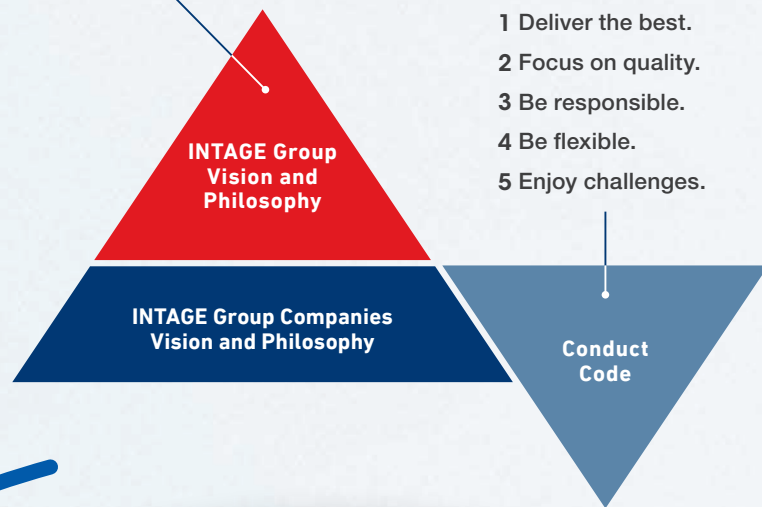 1 Deliver the best.
2 Focus on quality.
3 Be responsible.
4 Be flexible.
5 Enjoy challenges.
INTAGE Group
Vision and
Philosophy
INTAGE Group Companies
Vision and Philosophy
Conduct
Code